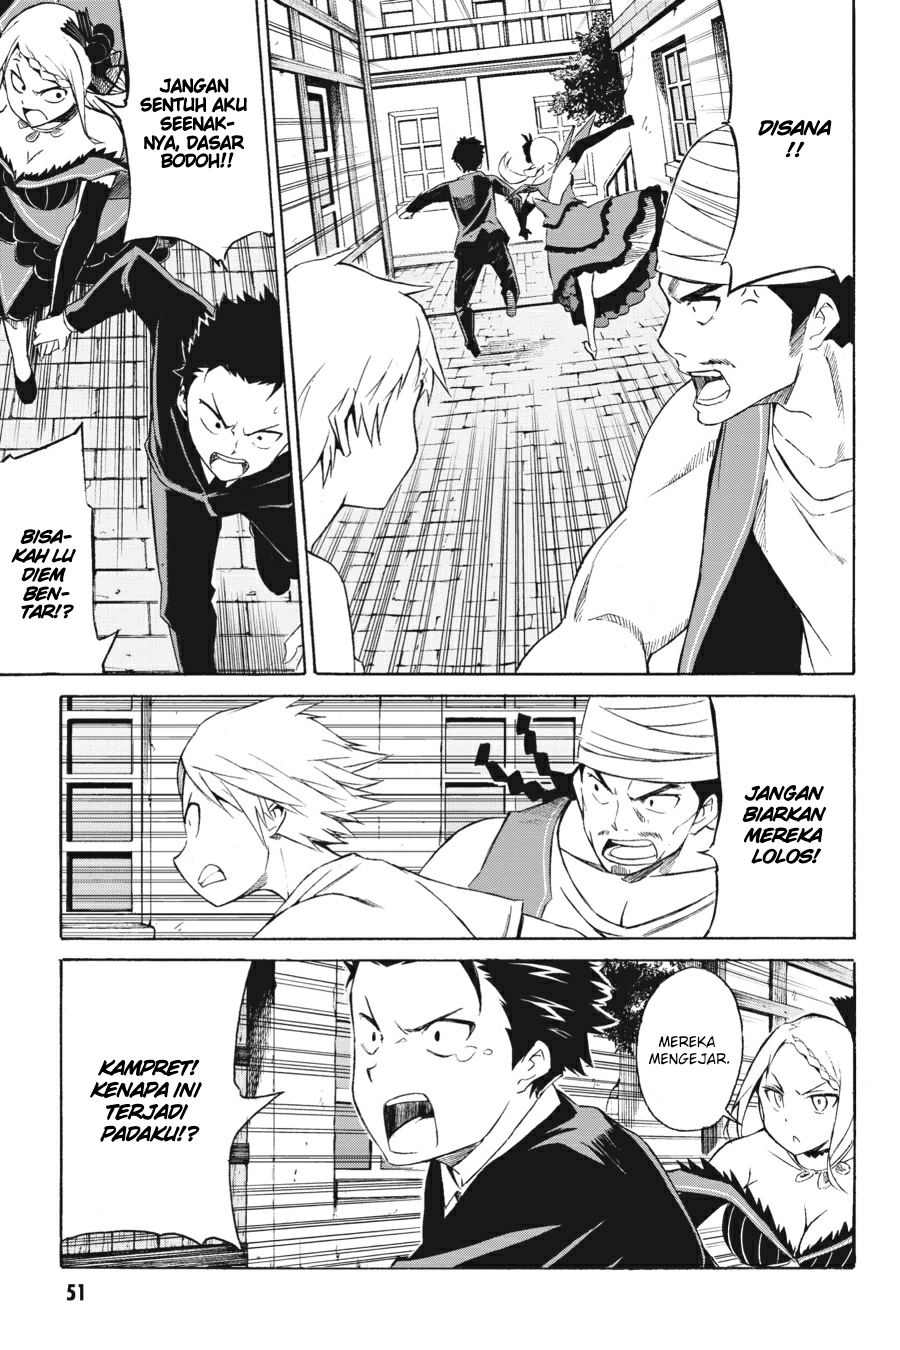 DISANA
!!
JANGAN
SENTUH AKU
SEENAK-
NYA, DASAR
BODOH!!
BISA-
KAH LU
DIEM
BEN-
TAR!?
JANGAN
BIARKAN
MEREKA
LOLOS!
MEREKA
MENGEJAR.
KAMPRET!
KENAPA INI
TERJADI
PADAKU!?
51